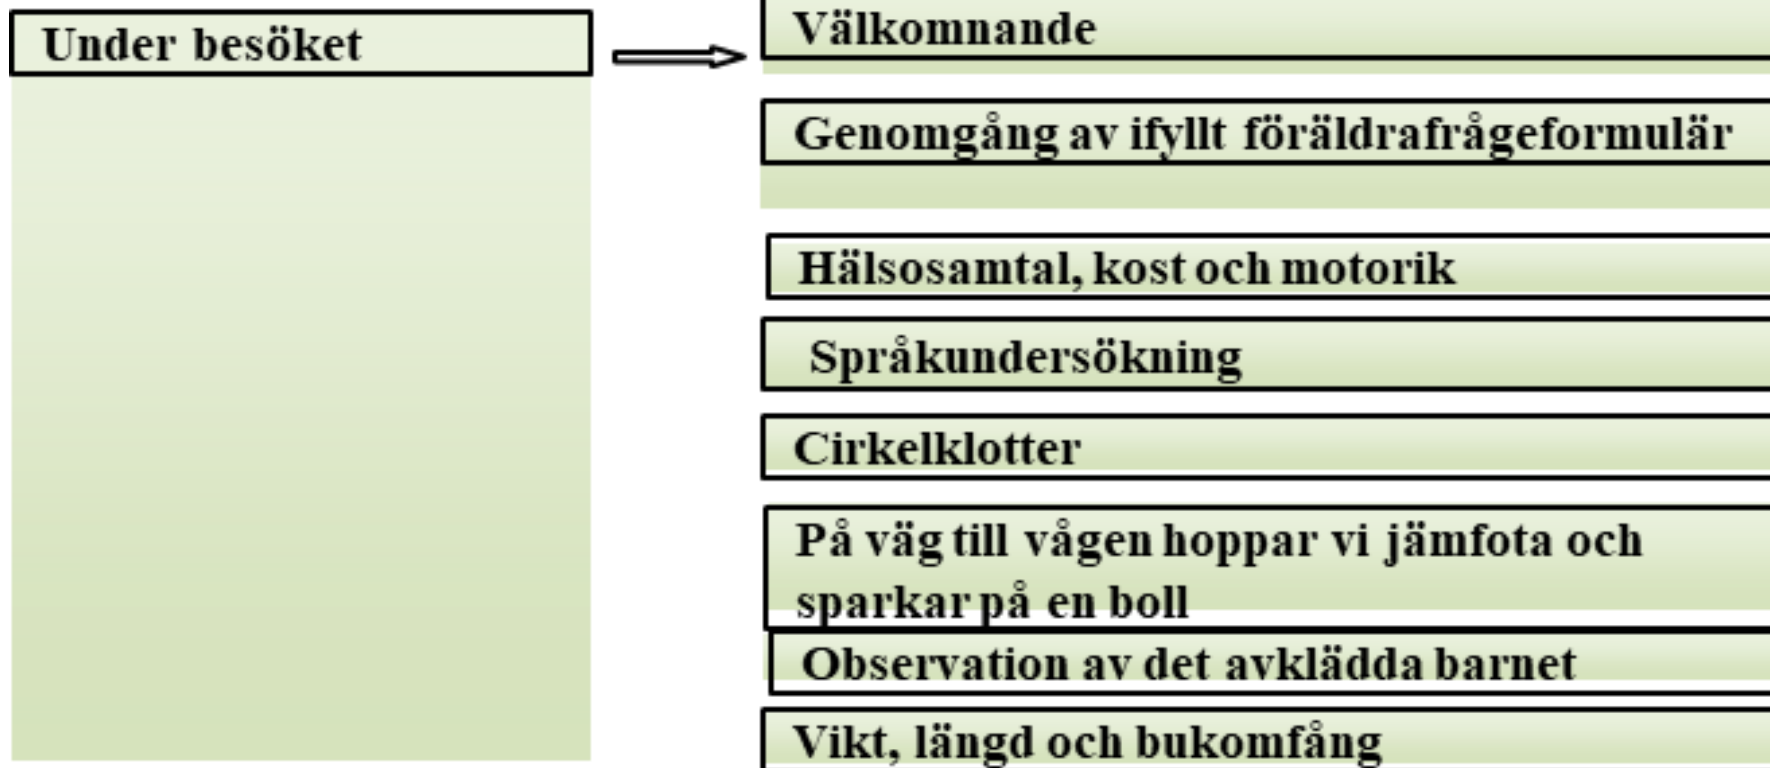 Under besöket
Välkomnande
Genomgång av ifyllt föräldrafrågeformulär
Hälsosamtal, kost och motorik
Språkundersökning
Cirkelklotter
På väg till vågen hoppar vi jämfota och
sparkar på en boll
Observation av det avklädda barnet
Vikt, längd och bukomfång